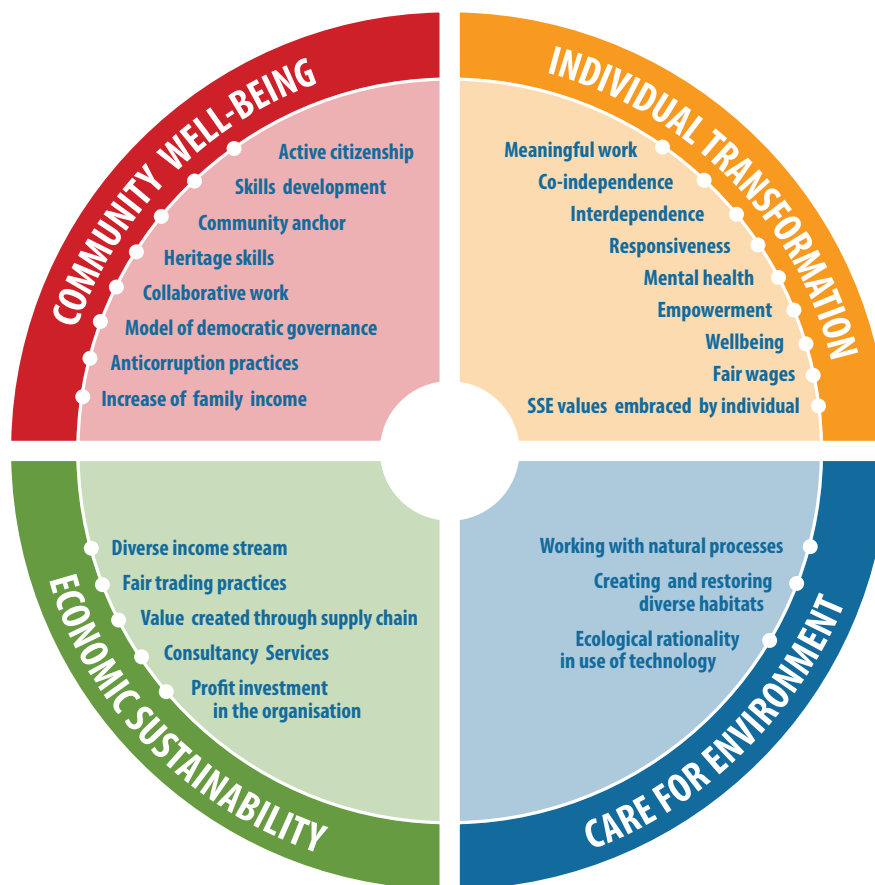 COMMUNITY WELL-BEING
Active citizenship
Skills development
Community anchor
Heritage skills
Collaborative work
Model of democratic governance
Anticorruption practices
Increase of family income
INDIVIDUAL TRANSFORMATION
Meaningful work
Co-independence
Interdependence
Responsiveness
Mental health
Empowerment
Wellbeing
Fair wages
SSE values embraced by individual
ECONOMIC SUSTAINABILITY
Diverse income stream
Fair trading practices
Value created through supply chain
Consultancy Services
Profit investment
in the organisation
CARE FOR ENVIRONMENT
Working with natural processes
Creating and restoring
diverse habitats
Ecological rationality
in use of technology